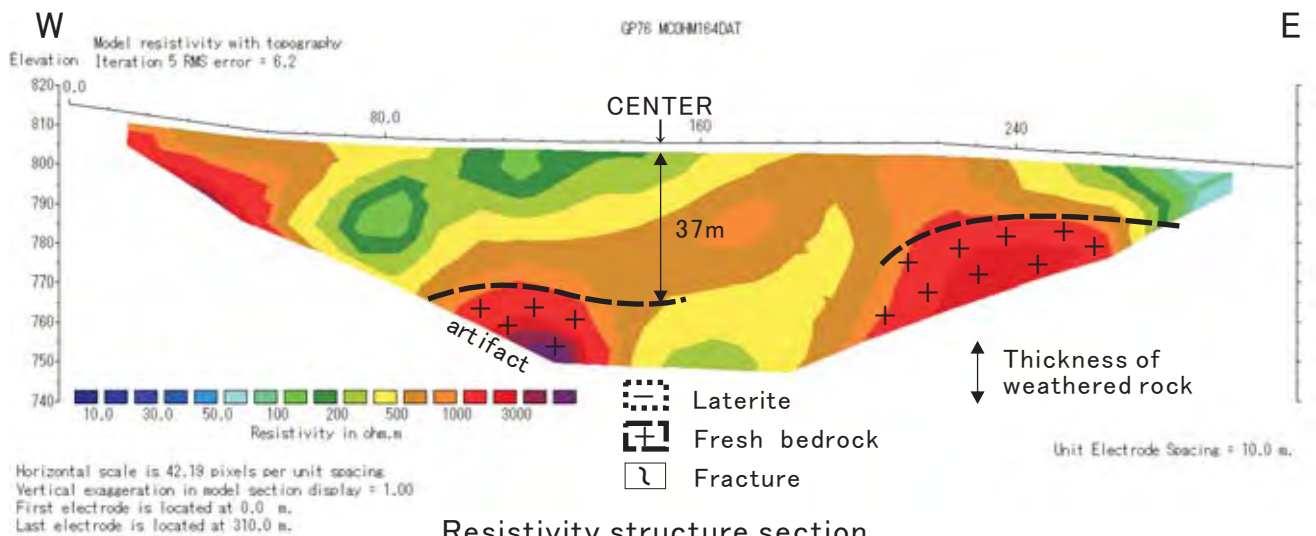 W
E
GP76 MCOHM164DAT
Model resistivity with topography
Elevation Iteration 5 RMS error = 6.2
820
0.0
810
800
790
780
770
760
750
740
80.0
CENTER
160
240
37m
artifact
10.0 30.0 50.0 100 200 500 1000 3000
Resistivity in ohm.m
Thickness of
weathered rock
Laterite
Fresh bedrock
Fracture
Unit Electrode Spacing = 10.0 m.
Horizontal scale is 42.19 pixels per unit spacing
Vertical exaggeration in model section display = 1.00
First electrode is located at 0.0 m.
Last electrode is located at 310.0 m.
Resistivity structure section